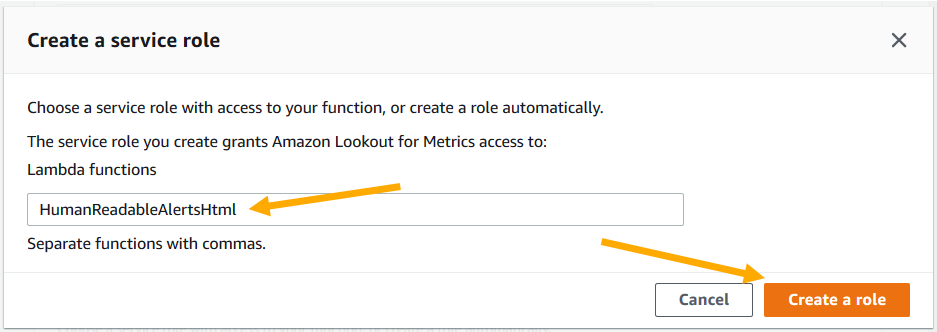 Create a service role
Choose a service role with access to your function, or create a role automatically.
The service role you create grants Amazon Lookout for Metrics access to:
Lambda functions
HumanReadableAlertsHtml
Separate functions with commas.
Cancel
Create a role